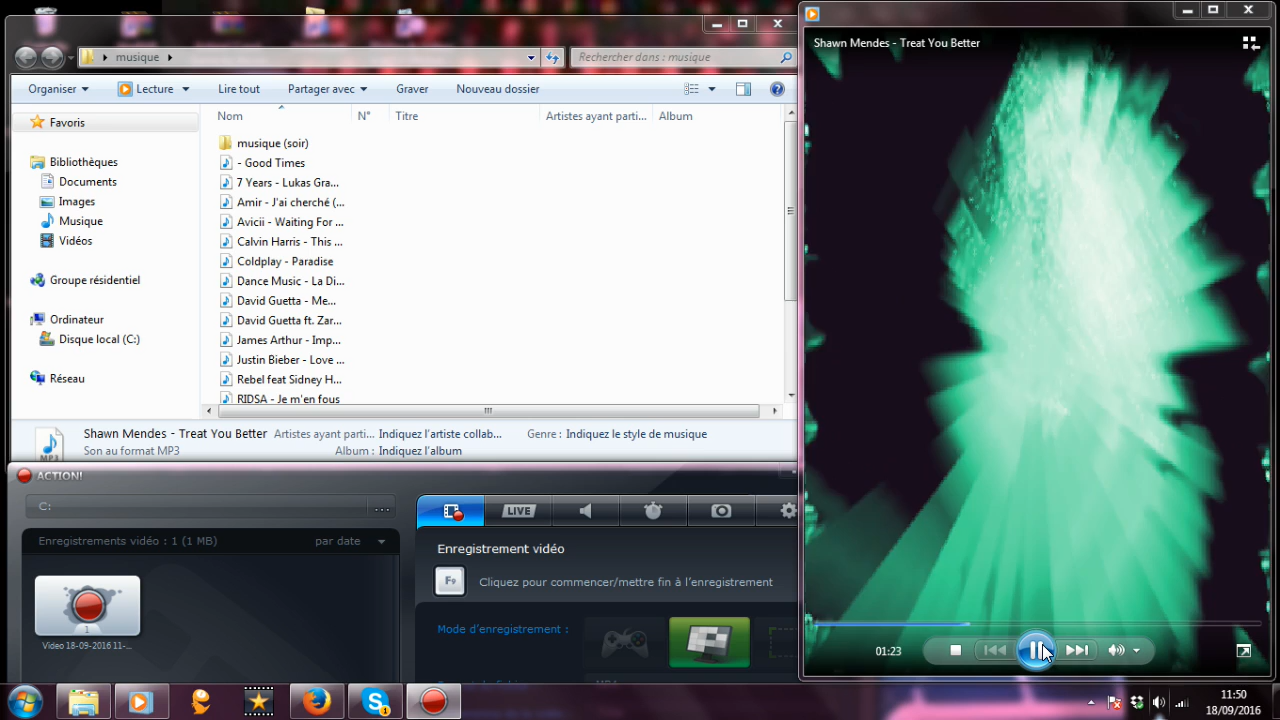 musique
Rechercher dans : musique
Organiser
Lecture
Lire tout
Partager avec
Graver
Nouveau dossier
Favoris
Bibliothèques
Documents
Images
Musique
Vidéos
Groupe résidentiel
Ordinateur
Disque local (C:)
Réseau
Nom
N°
Titre
Artistes ayant parti...
Album
musique (soir)
- Good Times
7 Years - Lukas Gra...
Amir - J'ai cherché (...
Avicii - Waiting For ...
Calvin Harris - This ...
Coldplay - Paradise
Dance Music - La Di...
David Guetta - Me...
David Guetta ft. Zar...
James Arthur - Imp...
Justin Bieber - Love ...
Rebel feat Sidney H...
RIDSA - Je m'en fous
Shawn Mendes - Treat You Better
Artistes ayant parti... Indiquez l'artiste collab...
Genre : Indiquez le style de musique
MP3
Son au format MP3
Album : Indiquez l'album
ACTION!
C:
...
Enregistrements vidéo : 1 (1 MB)
par date
1
Video 18-09-2016 11-...
LIVE
Enregistrement vidéo
F9
Cliquez pour commencer/mettre fin à l'enregistrement
Mode d'enregistrement :
Shawn Mendes - Treat You Better
01:23
1
11:50
18/09/2016